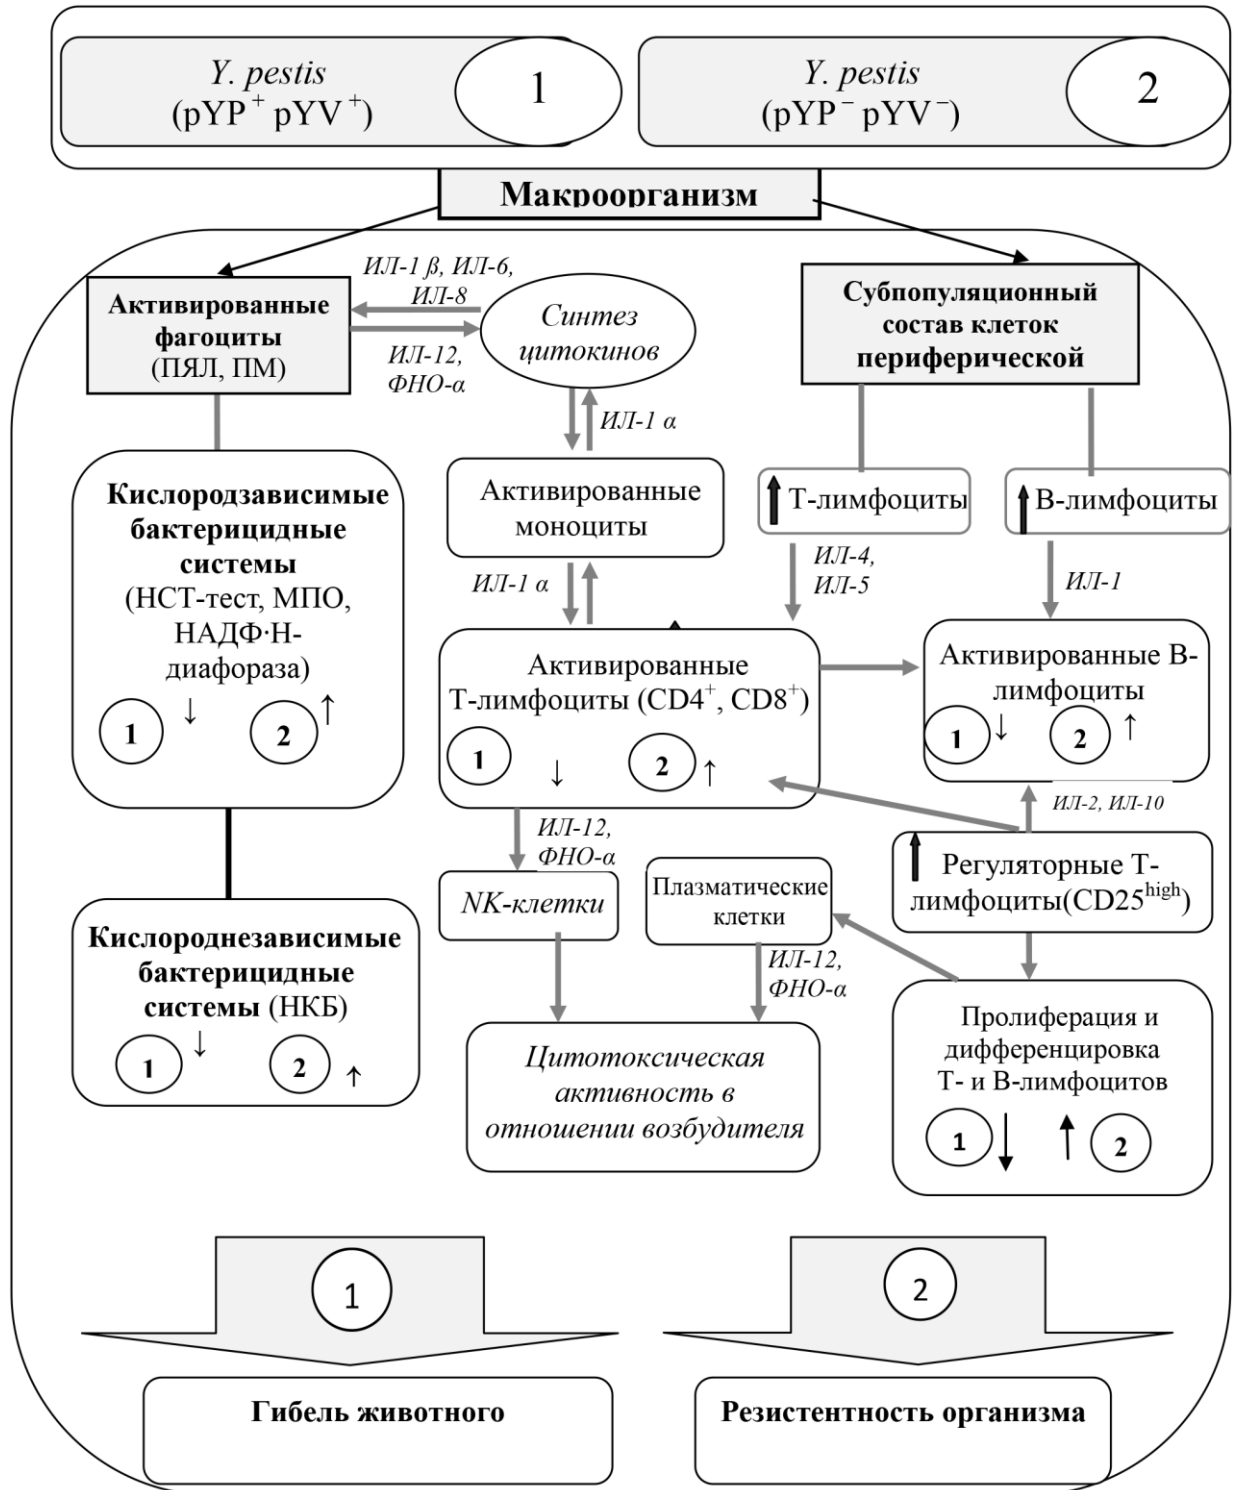 Y. pestis
(pYP⁺ pYV⁺)
1
Y. pestis
(pYP⁻ pYV⁻)
2
Макроорганизм
Активированные
фагоциты
(ПЯЛ, ПМ)
ИЛ-1 β, ИЛ-6,
ИЛ-8
ИЛ-12,
ФНО-α
Синтез
цитокинов
Субпопуляционный
состав клеток
периферической
ИЛ-1 α
Кислородзависимые
бактерицидные
системы
(НСТ-тест, МПО,
НАДФ·Н-
диафораза)
1 ↓ 2 ↑
Активированные
моноциты
Т-лимфоциты
В-лимфоциты
ИЛ-1 α
ИЛ-4,
ИЛ-5
ИЛ-1
Активированные
Т-лимфоциты (CD4⁺, CD8⁺)
1 ↓ 2 ↑
Активированные В-
лимфоциты
1 ↓ 2 ↑
ИЛ-2, ИЛ-10
ИЛ-12,
ФНО-α
Регуляторные Т-
лимфоциты(CD25high)
NK-клетки
Плазматические
клетки
Кислороднезависимые
бактерицидные
системы (НКБ)
1 ↓ 2 ↑
ИЛ-12,
ФНО-α
Цитотоксическая
активность в
отношении возбудителя
Пролиферация и
дифференцировка
Т- и В-лимфоцитов
1 ↓ ↑ 2
1
2
Гибель животного
Резистентность организма